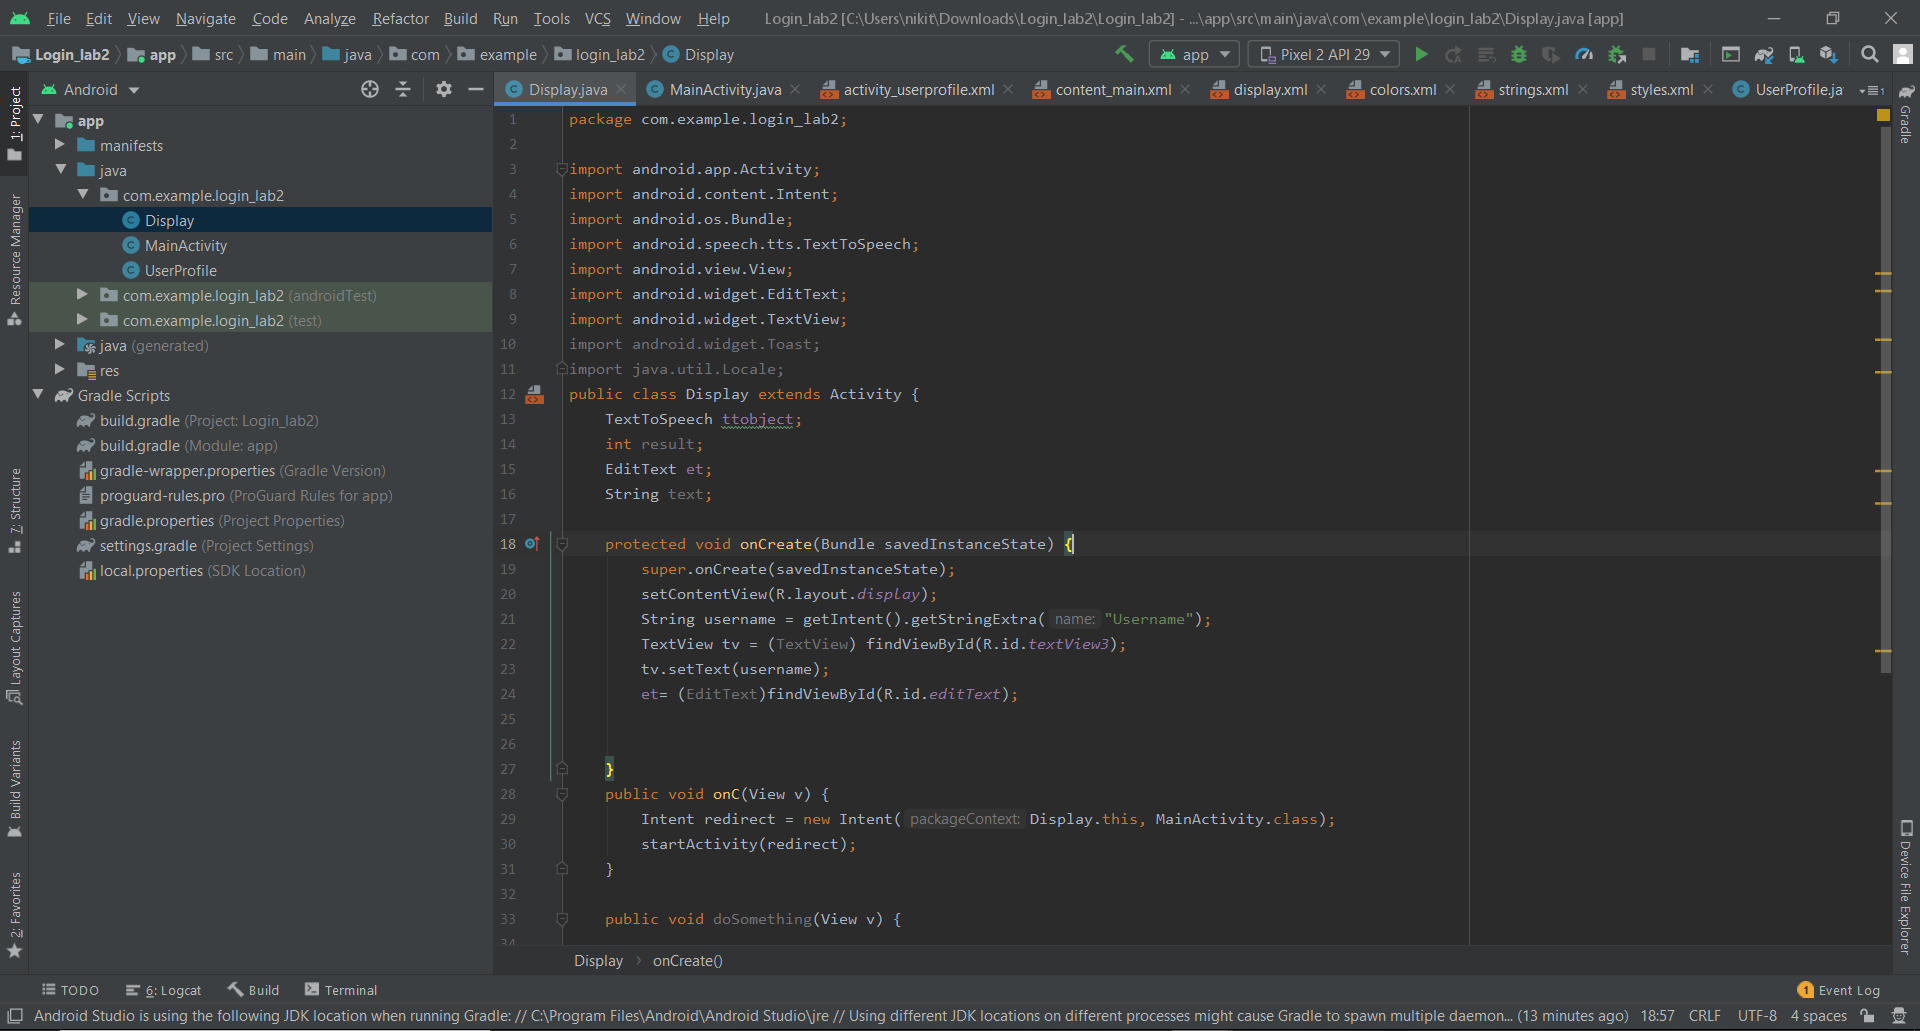 File Edit View Navigate Code Analyze Refactor Build Run Tools VCS Window Help Login_lab2 [C:\Users\nikit\Downloads\Login_lab2\Login_lab2] - ...\app\src\main\java\com\example\login_lab2\Display.java [app]
Login_lab2 app src main java com example login_lab2 Display app Pixel 2 API 29
Android
Display.java MainActivity.java activity_userprofile.xml content_main.xml display.xml colors.xml strings.xml styles.xml UserProfile.ja 1
1: Project
Resource Manager
7: Structure
Layout Captures
Build Variants
2: Favorites
app
manifests
java
com.example.login_lab2
Display
MainActivity
UserProfile
com.example.login_lab2 (androidTest)
com.example.login_lab2 (test)
java (generated)
res
Gradle Scripts
build.gradle (Project: Login_lab2)
build.gradle (Module: app)
gradle-wrapper.properties (Gradle Version)
proguard-rules.pro (ProGuard Rules for app)
gradle.properties (Project Properties)
settings.gradle (Project Settings)
local.properties (SDK Location)
1 package com.example.login_lab2;
2
3 import android.app.Activity;
4 import android.content.Intent;
5 import android.os.Bundle;
6 import android.speech.tts.TextToSpeech;
7 import android.view.View;
8 import android.widget.EditText;
9 import android.widget.TextView;
10 import android.widget.Toast;
11 import java.util.Locale;
12 public class Display extends Activity {
13 TextToSpeech ttobject;
14 int result;
15 EditText et;
16 String text;
17
18 protected void onCreate(Bundle savedInstanceState) {
19 super.onCreate(savedInstanceState);
20 setContentView(R.layout.display);
21 String username = getIntent().getStringExtra( name: "Username");
22 TextView tv = (TextView) findViewById(R.id.textView3);
23 tv.setText(username);
24 et= (EditText)findViewById(R.id.editText);
25
26
27 }
28 public void onC(View v) {
29 Intent redirect = new Intent( packageContext: Display.this, MainActivity.class);
30 startActivity(redirect);
31 }
32
33 public void doSomething(View v) {
34
Display onCreate()
Gradle
Device File Explorer
TODO 6: Logcat Build Terminal 1 Event Log
Android Studio is using the following JDK location when running Gradle: // C:\Program Files\Android\Android Studio\jre // Using different JDK locations on different processes might cause Gradle to spawn multiple daemon... (13 minutes ago) 18:57 CRLF UTF-8 4 spaces